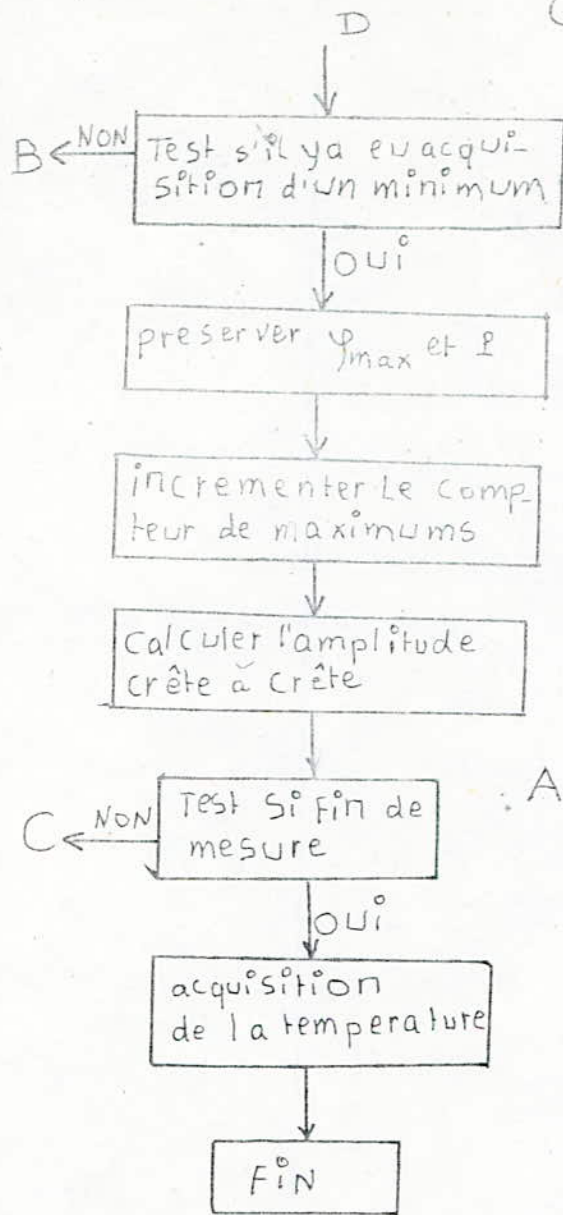 D
Test s'il ya eu acqui-
sition d'un minimum
B NON
OUI
preserver φmax et
incrementer Le comp-
teur de maximums
Calculer l'amplitude
crête à crête
Test Si Fin de
mesure
C NON
A
OUI
acquisition
de la temperature
FIN